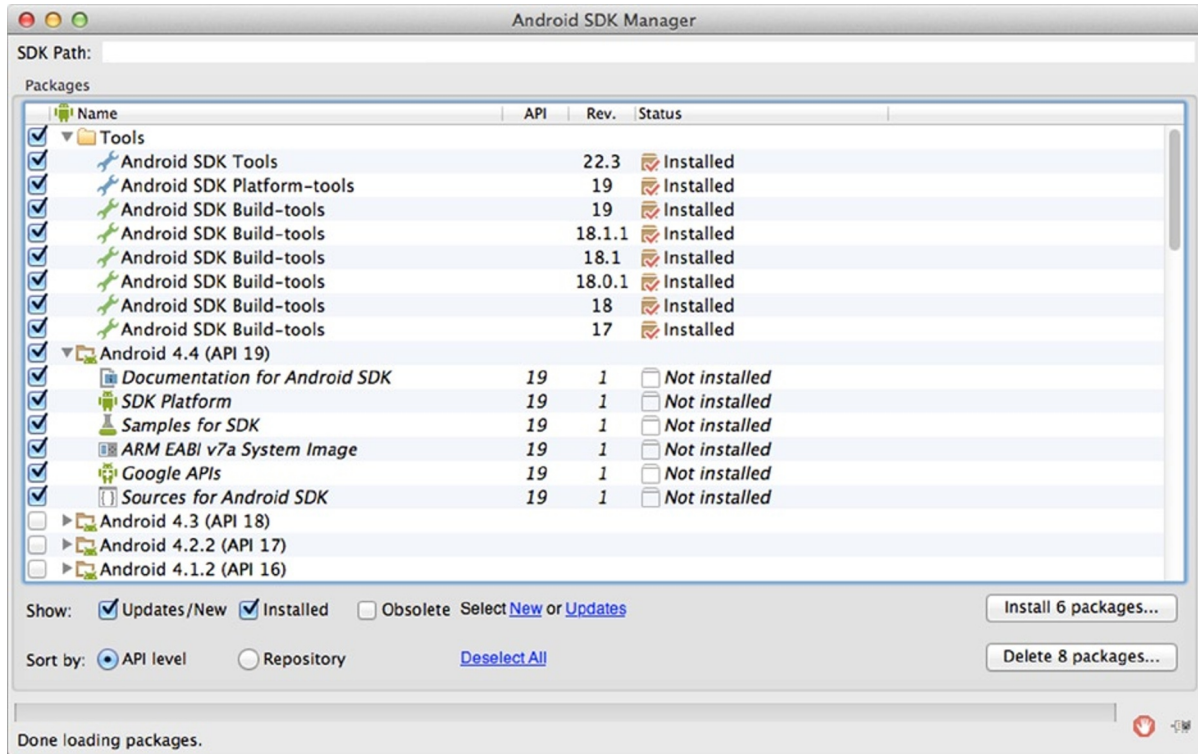 Android SDK Manager
SDK Path:
Packages
Name API Rev. Status
Tools
Android SDK Tools 22.3 Installed
Android SDK Platform-tools 19 Installed
Android SDK Build-tools 19 Installed
Android SDK Build-tools 18.1.1 Installed
Android SDK Build-tools 18.1 Installed
Android SDK Build-tools 18.0.1 Installed
Android SDK Build-tools 18 Installed
Android SDK Build-tools 17 Installed
Android 4.4 (API 19)
Documentation for Android SDK 19 1 Not installed
SDK Platform 19 1 Not installed
Samples for SDK 19 1 Not installed
ARM EABI v7a System Image 19 1 Not installed
Google APIs 19 1 Not installed
Sources for Android SDK 19 1 Not installed
Android 4.3 (API 18)
Android 4.2.2 (API 17)
Android 4.1.2 (API 16)
Show: Updates/New Installed Obsolete Select New or Updates Install 6 packages...
Sort by: API level Repository Deselect All Delete 8 packages...
Done loading packages.